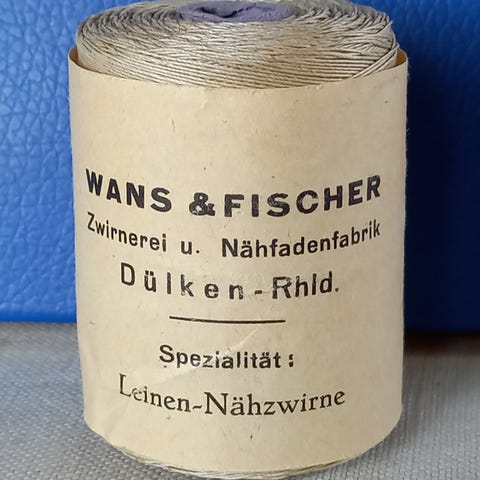 WANS & FISCHER
Zwirnerei u. Nähfadenfabrik
Dülken-Rhld.
Spezialität:
Leinen-Nähzwirne